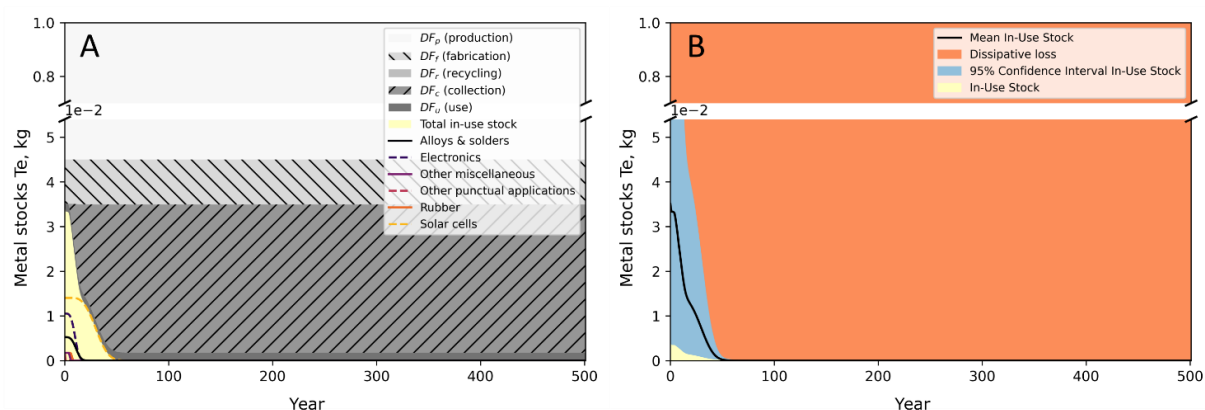 A
1.0
0.8
1e−2
5
4
3
2
1
0
Metal stocks Te, kg
0 100 200 300 400 500
Year
DFp (production)
DFf (fabrication)
DFr (recycling)
DFc (collection)
DFu (use)
Total in-use stock
Alloys & solders
Electronics
Other miscellaneous
Other punctual applications
Rubber
Solar cells
B
1.0
0.8
1e−2
5
4
3
2
1
0
Metal stocks Te, kg
0 100 200 300 400 500
Year
Mean In-Use Stock
Dissipative loss
95% Confidence Interval In-Use Stock
In-Use Stock